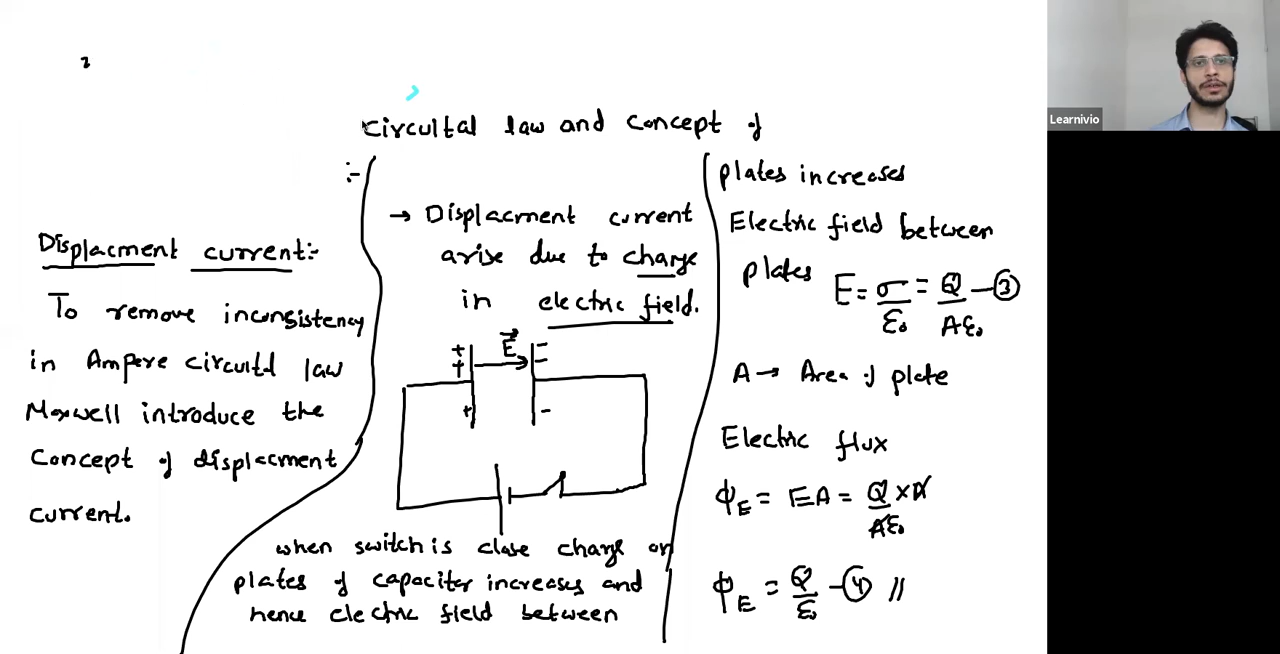 circuital law and concept of
:-
Displacment current:-
To remove inconsistency
in Ampere circuital law
Maxwell introduce the
concept of displacment
current.
→ Displacment current
arise due to charge
in electric field.
E
+ + +
- - -
when switch is close charge on
plates of capacitor increases and
hence electric field between
plates increases
Electric field between
plates E = σ/ε₀ = Q/Aε₀ —③
A → Area of plate
Electric flux
ϕE = EA = Q/Aε₀ × A
ϕE = Q/ε₀ —④ //
Learnivio